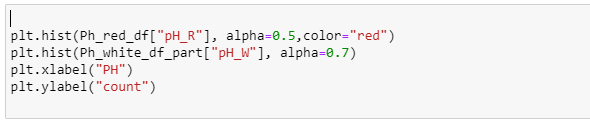 plt.hist(Ph_red_df["pH_R"], alpha=0.5,color="red")
plt.hist(Ph_white_df_part["pH_W"], alpha=0.7)
plt.xlabel("PH")
plt.ylabel("count")